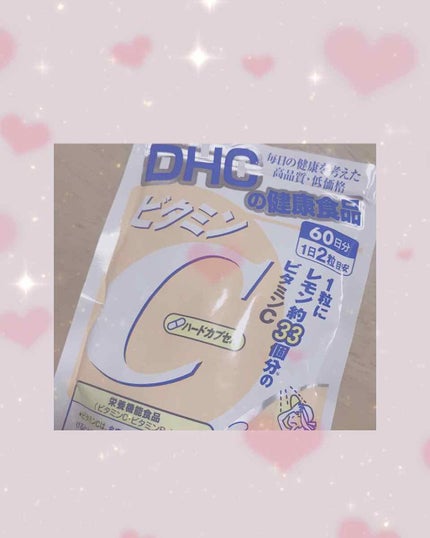 DHC
毎日の健康を考えた
高品質・低価格
の健康食品
ビタミン
C
60日分
1日2粒目安
1粒に
レモン約33個分の
ビタミンC
ハードカプセル
栄養機能食品